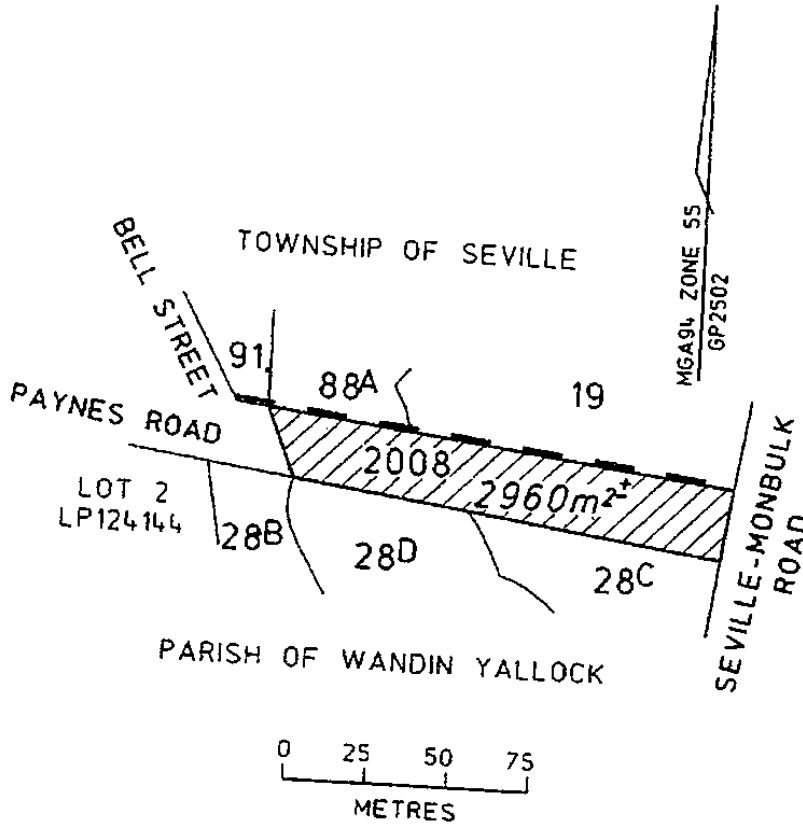 MGA94 ZONE 55
GP2502
TOWNSHIP OF SEVILLE
BELL STREET
91
88A
19
PAYNES ROAD
2008
2960m²±
LOT 2
LP124144
28B
28D
28C
SEVILLE-MONBULK
ROAD
PARISH OF WANDIN YALLOCK
0 25 50 75
METRES